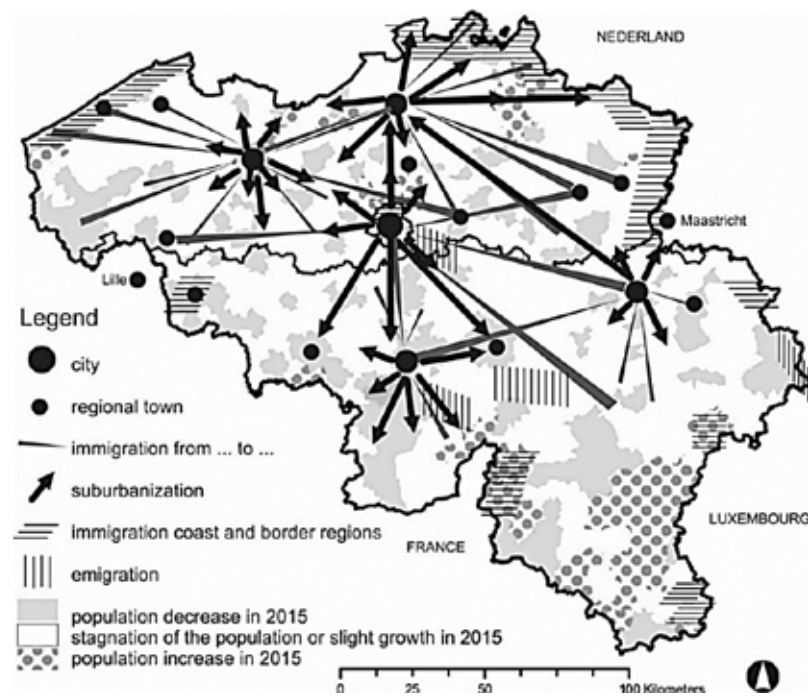 NEDERLAND
Maastricht
Lille
Legend
city
regional town
immigration from ... to ...
suburbanization
immigration coast and border regions
emigration
population decrease in 2015
stagnation of the population or slight growth in 2015
population increase in 2015
FRANCE
LUXEMBOURG
0 25 50 100 Kilometers